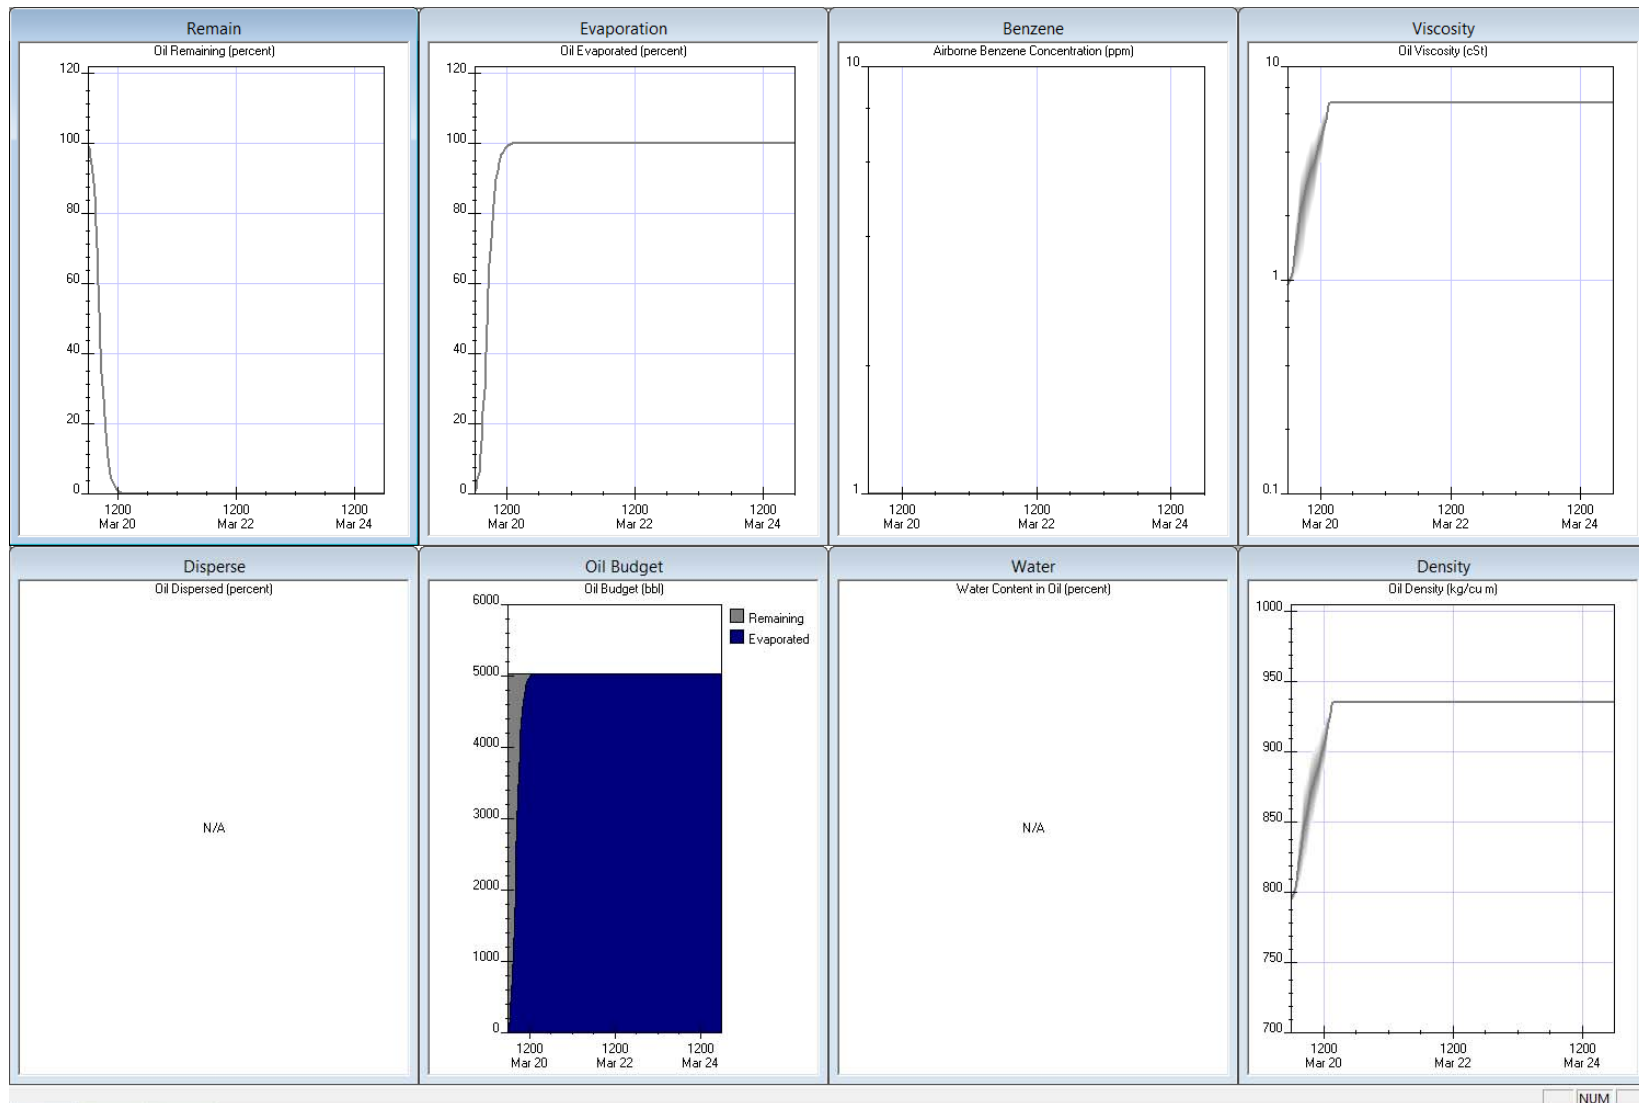 Remain
Oil Remaining (percent)
120
100
80
60
40
20
0
1200 1200 1200
Mar 20 Mar 22 Mar 24
Evaporation
Oil Evaporated (percent)
120
100
80
60
40
20
0
1200 1200 1200
Mar 20 Mar 22 Mar 24
Benzene
Airborne Benzene Concentration (ppm)
10
1
1200 1200 1200
Mar 20 Mar 22 Mar 24
Viscosity
Oil Viscosity (cSt)
10
1
0.1
1200 1200 1200
Mar 20 Mar 22 Mar 24
Disperse
Oil Dispersed (percent)
N/A
Oil Budget
Oil Budget (bbl)
6000
5000
4000
3000
2000
1000
0
1200 1200 1200
Mar 20 Mar 22 Mar 24
Remaining
Evaporated
Water
Water Content in Oil (percent)
N/A
Density
Oil Density (kg/cu m)
1000
950
900
850
800
750
700
1200 1200 1200
Mar 20 Mar 22 Mar 24
NUM